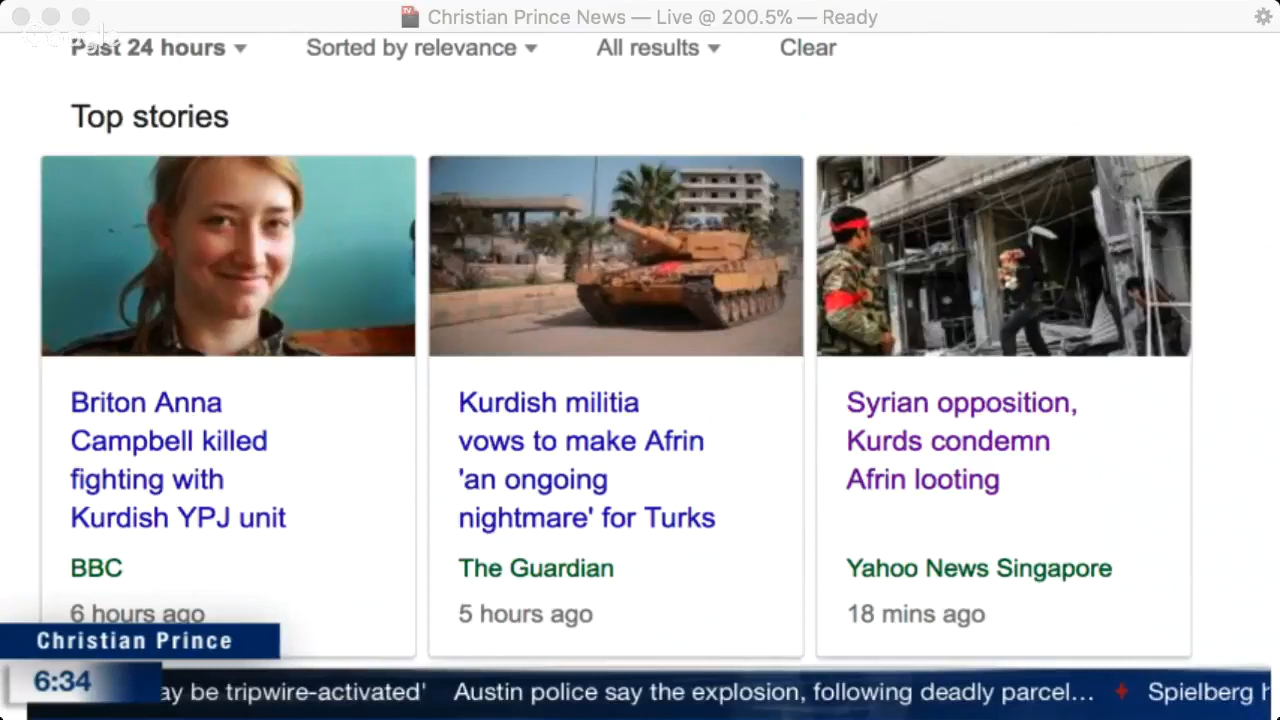 Christian Prince News — Live @ 200.5% — Ready
Google
Past 24 hours Sorted by relevance All results Clear
Top stories
Briton Anna
Campbell killed
fighting with
Kurdish YPJ unit
BBC
6 hours ago
Kurdish militia
vows to make Afrin
'an ongoing
nightmare' for Turks
The Guardian
5 hours ago
Syrian opposition,
Kurds condemn
Afrin looting
Yahoo News Singapore
18 mins ago
Christian Prince
6:34
ay be tripwire-activated' Austin police say the explosion, following deadly parcel... Spielberg